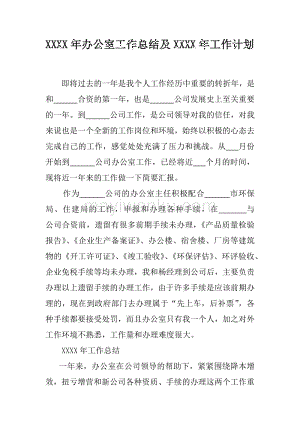 XXXX 年办公室工作总结及 XXXX 年工作计划
即将过去的一年是我个人工作经历中重要的转折年，是
和______合资的第一年，也是______公司发展史上至关重要
的一年。到___工作，是公司领导对我的信任，对我
来说也是一个全新的工作岗位和环境。始终以积极的心态去
完成自己的工作，感觉处处充满了压力和挑战。从___月份
开始到______公司办公室工作，已经将近___个月的时间，现
将近一年来的工作做一下简要汇报。
作为______公司的办公室主任积极配合______市环保
局、住建局的工作，申报和办理各种手续。在______与
公司合资前，遗留有很多前期手续未办理，《产品质量检验
报告》、《企业生产备案证》、办公楼、宿舍楼、厂房等建筑
物的《开工许可证》、《竣工验收》、《环保评估》、环评验收、
企业免税手续等均未办理，我和杨经理到公司后，主要负责
办理以上遗留手续的办理工作。由于许多手续是应该前期办
理的，现在到政府部门去办理属于“先上车，后补票”，各
种手续都要接受处罚，而且办公室只有我一个人，加之对外
工作环境不熟悉，工作量和办理难度很大。
XXXX 年工作总结
一年来，办公室在公司领导的帮助下，紧紧围绕降本增
效，扭亏增营和新公司各种资质、手续的办理这两个工作重